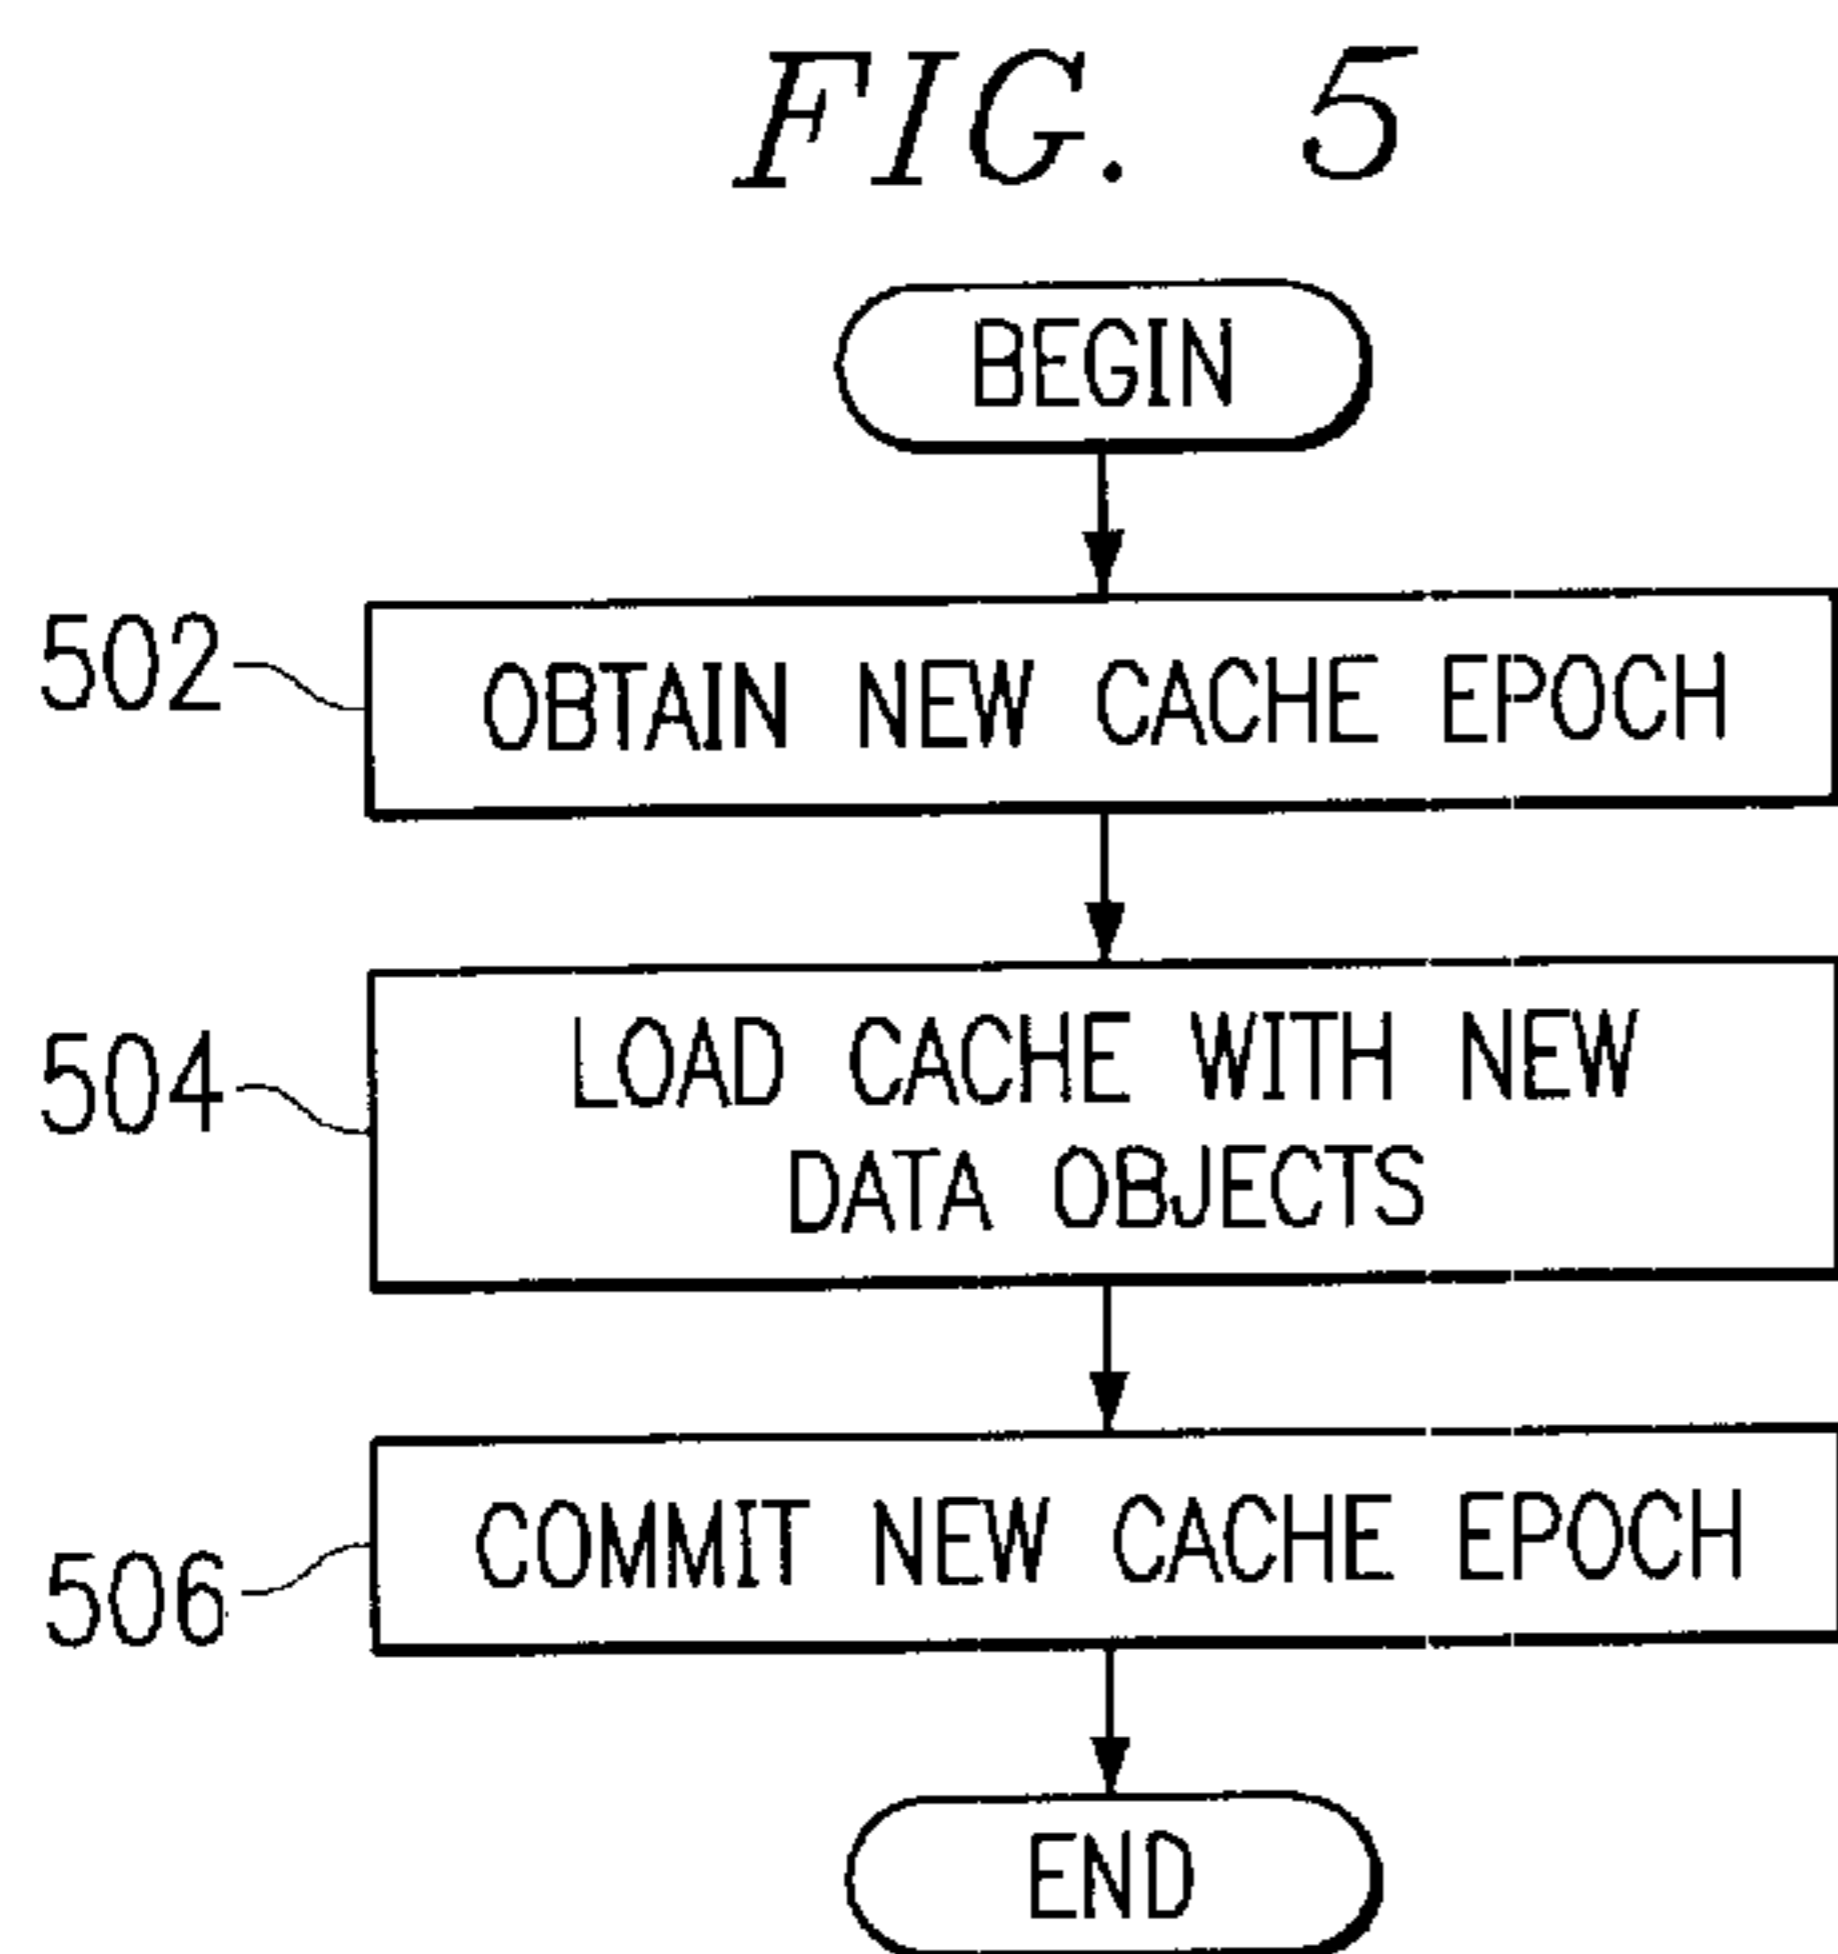 FIG. 5
BEGIN
502
OBTAIN NEW CACHE EPOCH
504
LOAD CACHE WITH NEW
DATA OBJECTS
506
COMMIT NEW CACHE EPOCH
END